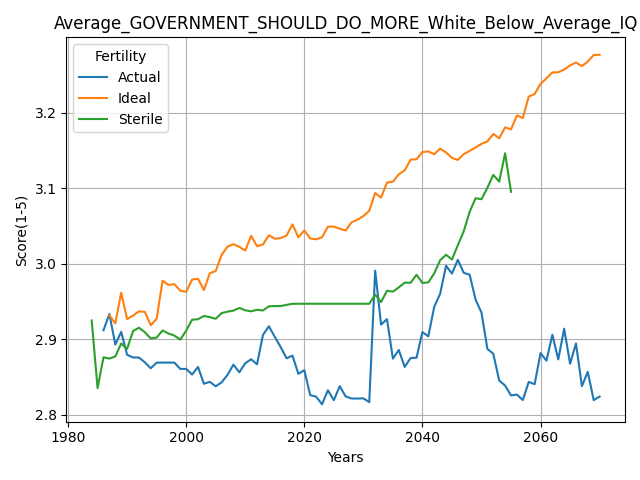 Average_GOVERNMENT_SHOULD_DO_MORE_White_Below_Average_IQ
Fertility
Actual
Ideal
Sterile
Score(1-5)
3.2
3.1
3.0
2.9
2.8
1980
2000
2020
2040
2060
Years